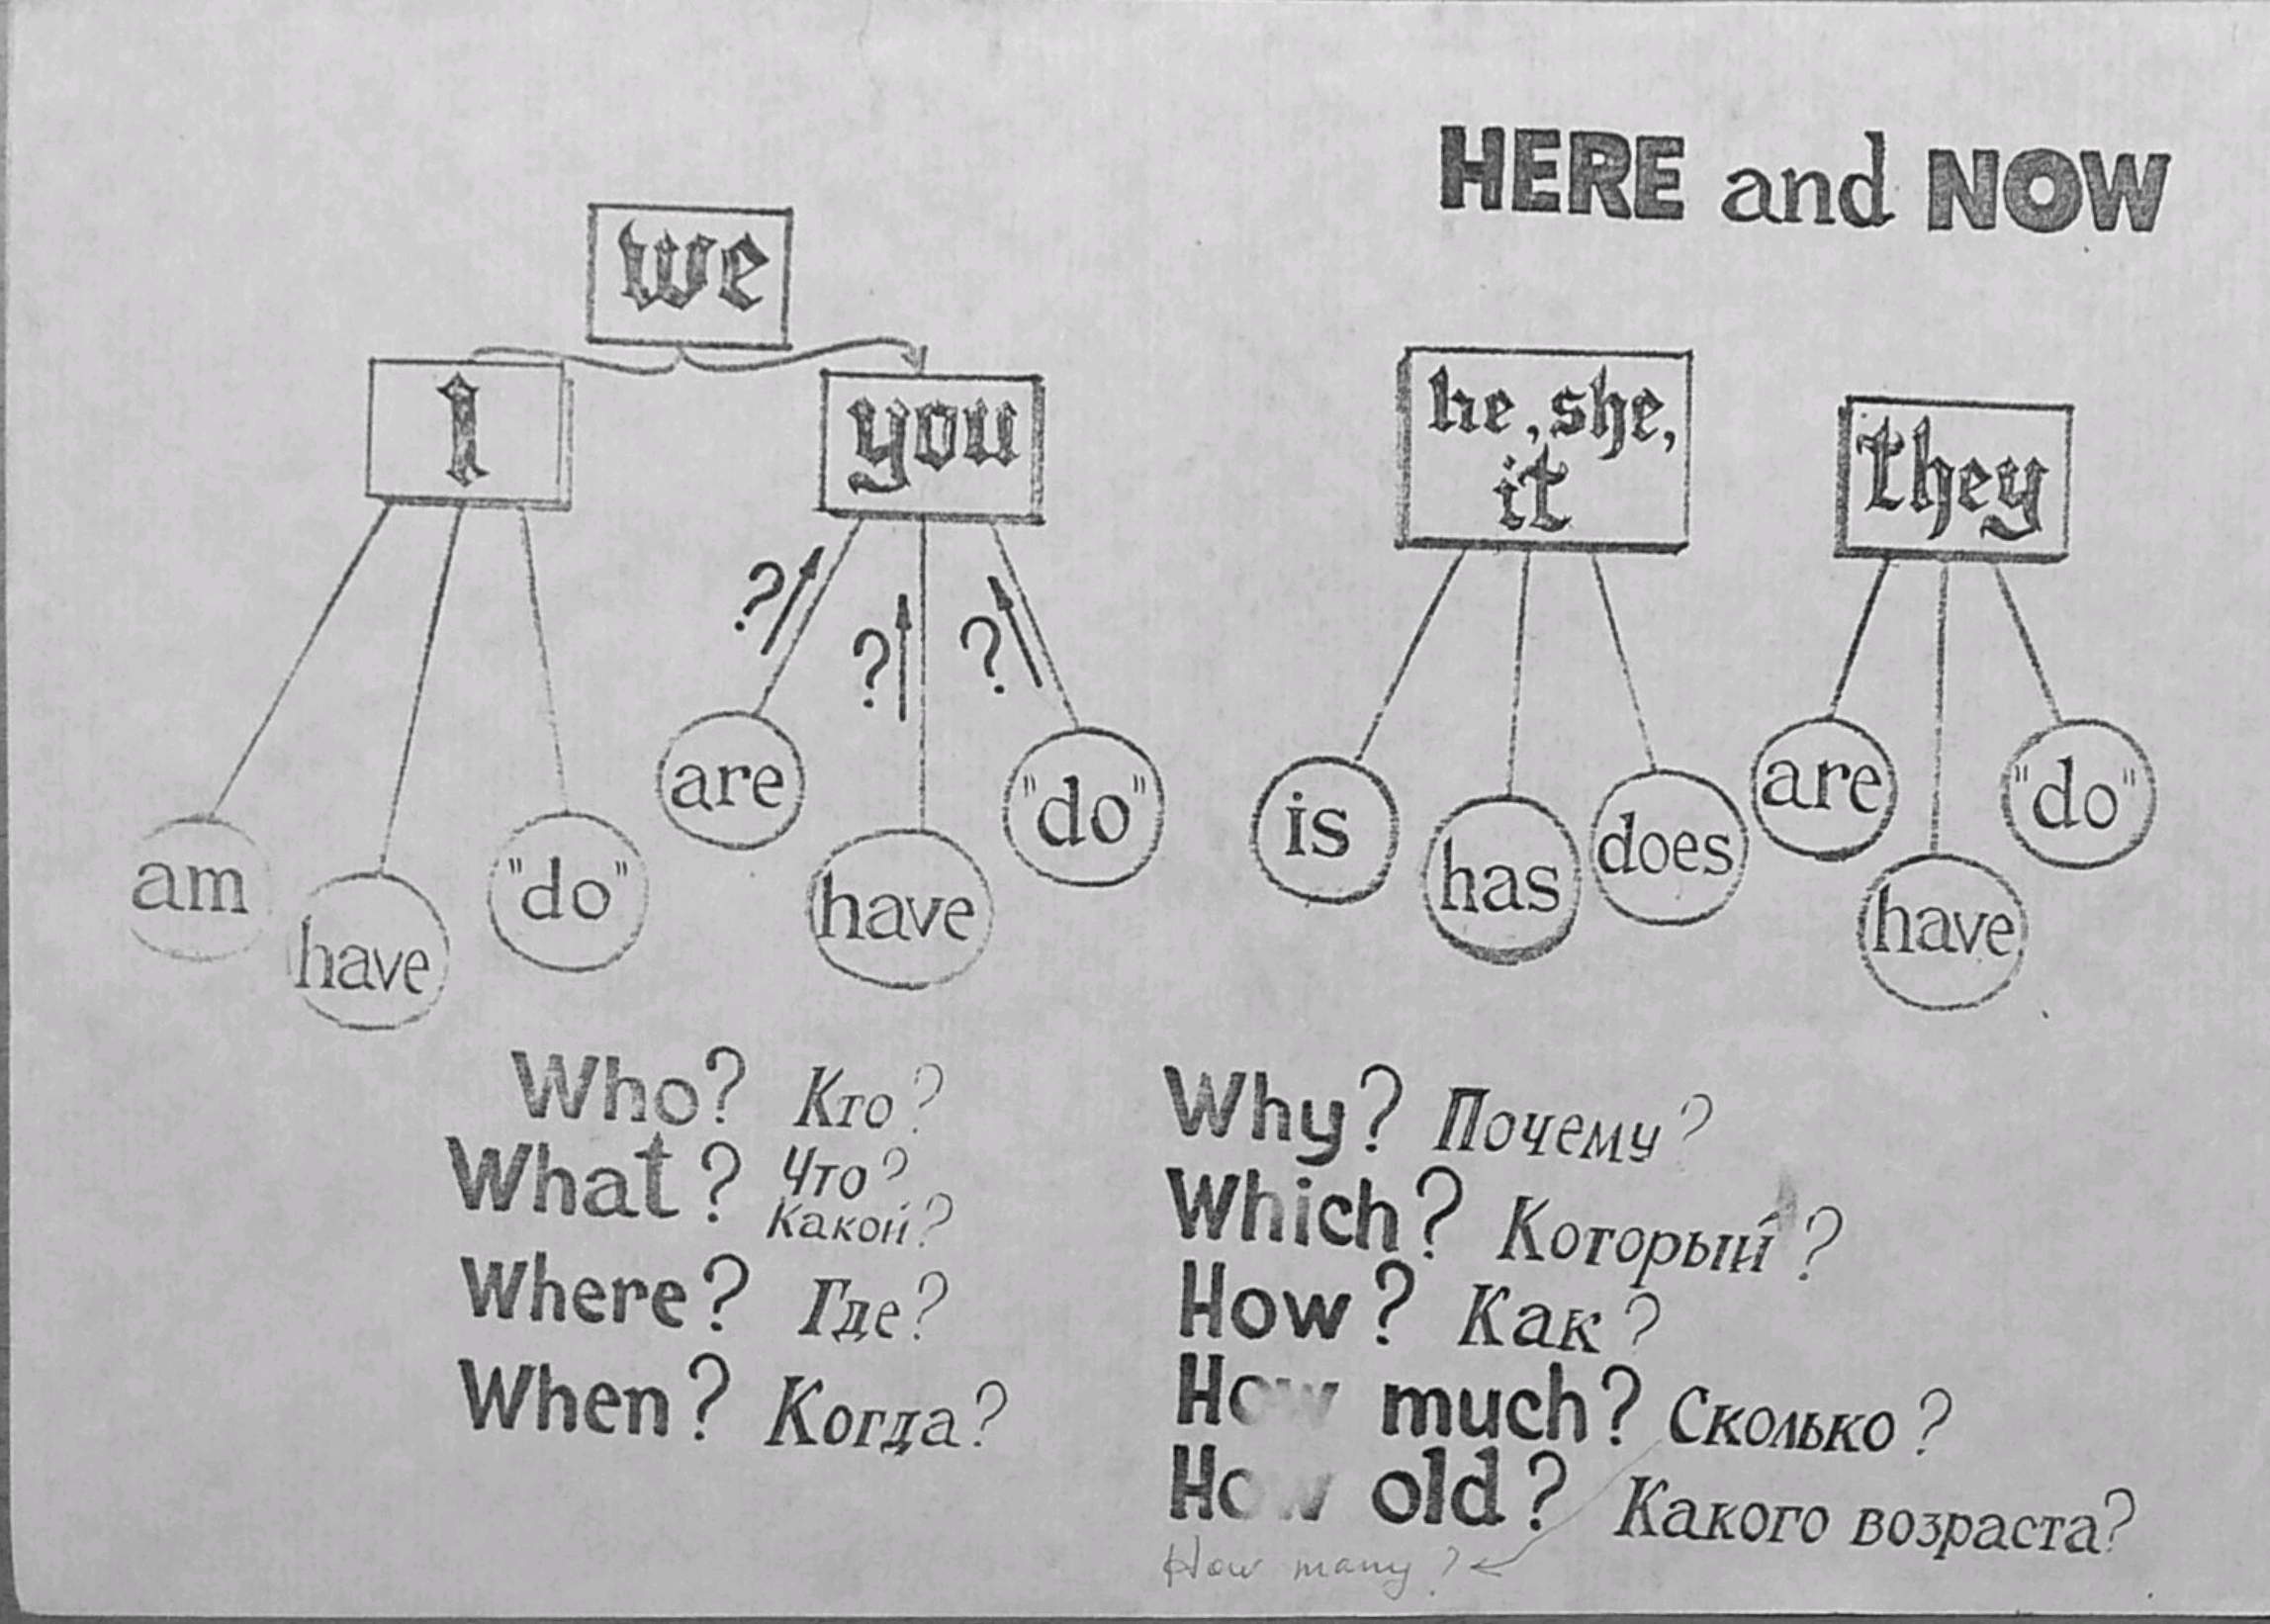 HERE and NOW
we
I
you
he, she,
it
they
? ? ?
am
have
"do"
are
have
"do"
is
has
does
are
have
"do"
Who? Кто?
What? Что?
Какой?
Where? Где?
When? Когда?
Why? Почему?
Which? Который?
How? Как?
How much? Сколько?
How old? Какого возраста?
How many?